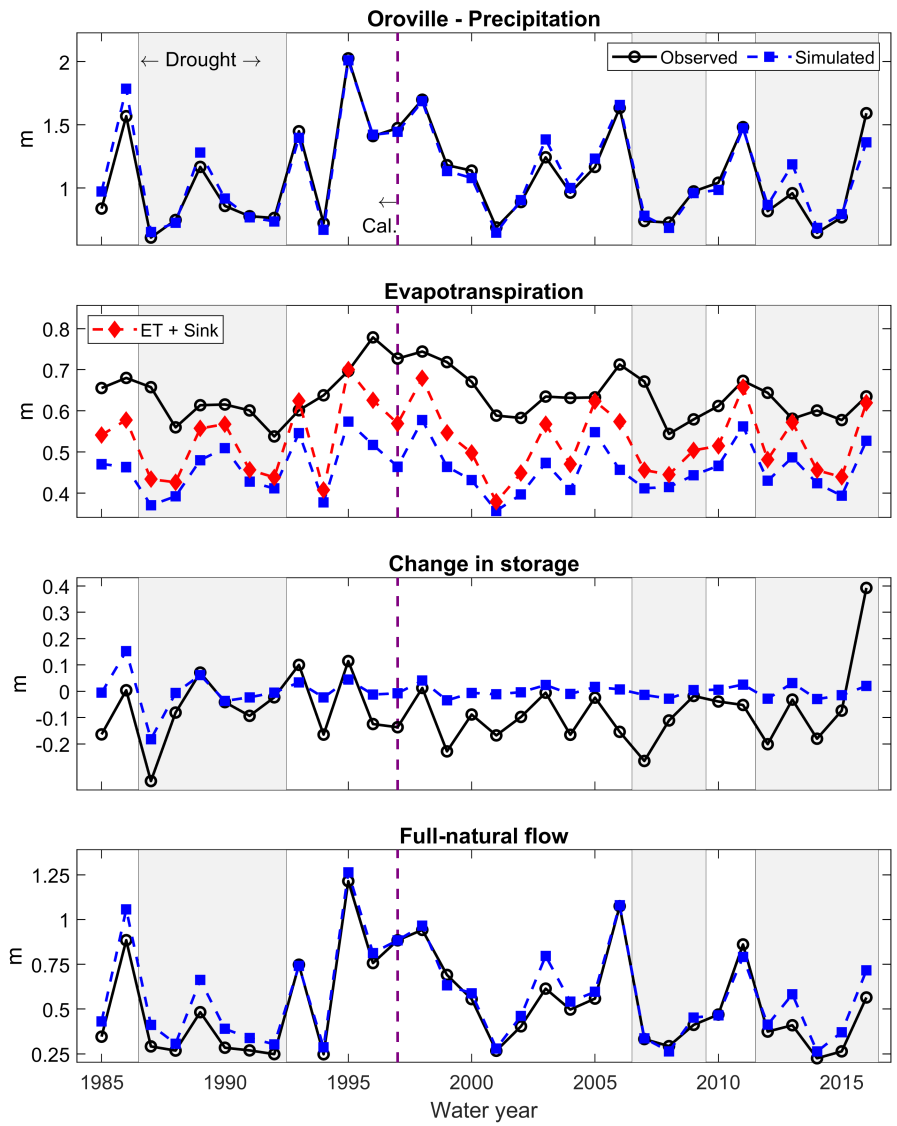 Oroville - Precipitation
← Drought →
Observed Simulated
2
1.5
1
m
←
Cal.
Evapotranspiration
ET + Sink
0.8
0.7
0.6
0.5
0.4
m
Change in storage
0.4
0.3
0.2
0.1
0
-0.1
-0.2
m
Full-natural flow
1.25
1
0.75
0.5
0.25
m
1985 1990 1995 2000 2005 2010 2015
Water year